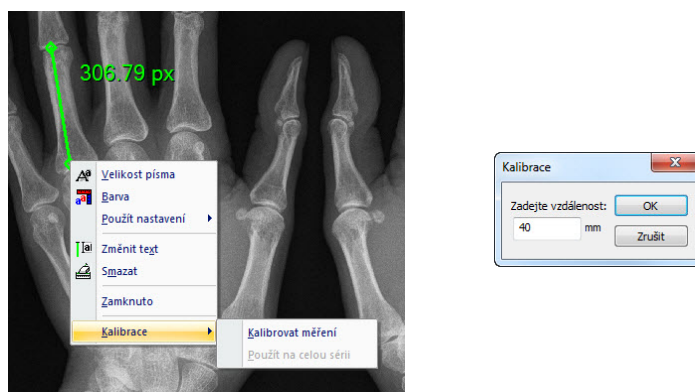 306.79 px
Velikost písma
Barva
Použít nastavení
Změnit text
Smazat
Zamknuto
Kalibrace
Kalibrovat měření
Použít na celou sérii
Kalibrace
Zadejte vzdálenost:
OK
40
mm
Zrušit